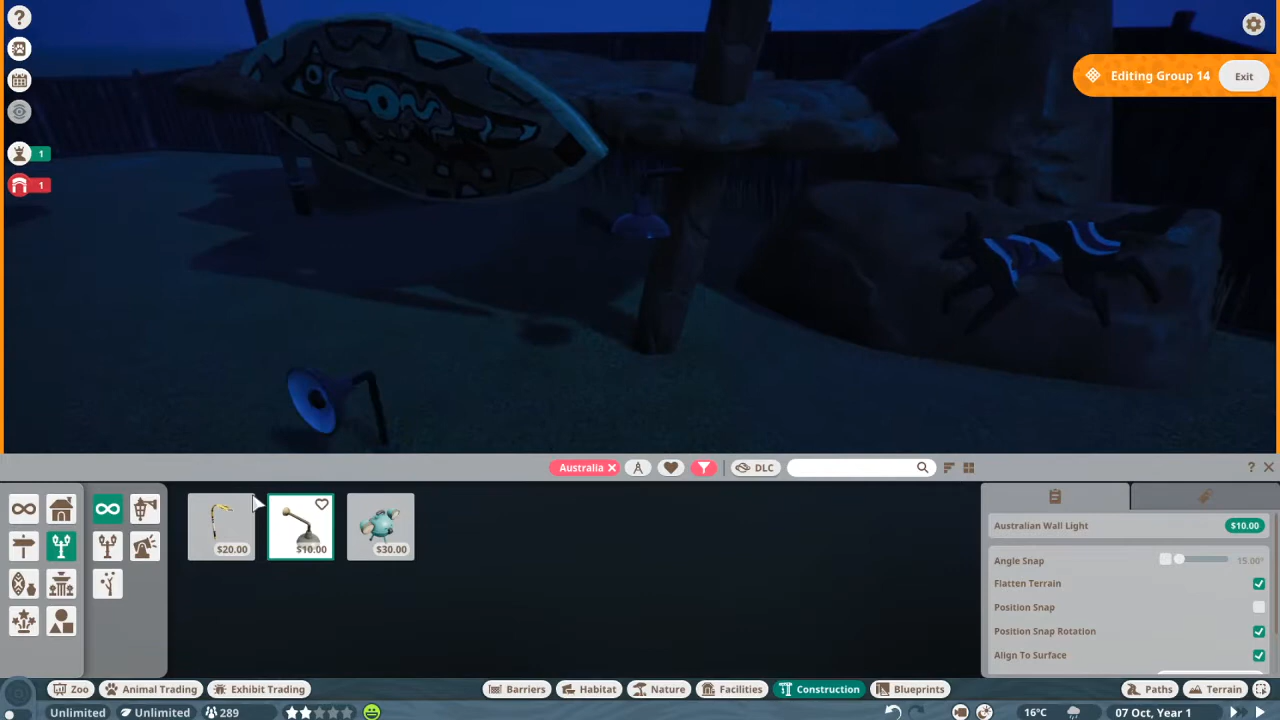 Editing Group 14
Exit
1
1
Australia
DLC
$20.00
$10.00
$30.00
Australian Wall Light
$10.00
Angle Snap
15.00°
Flatten Terrain
Position Snap
Position Snap Rotation
Align To Surface
Zoo
Animal Trading
Exhibit Trading
Barriers
Habitat
Nature
Facilities
Construction
Blueprints
Paths
Terrain
Unlimited
Unlimited
289
16°C
07 Oct, Year 1